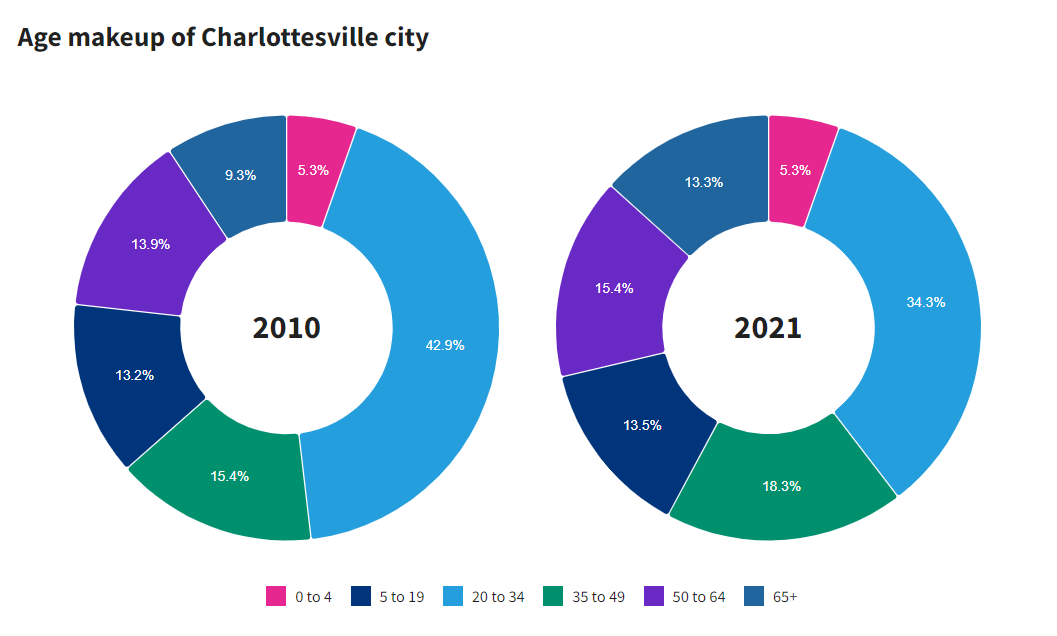 Age makeup of Charlottesville city
9.3%
5.3%
13.9%
42.9%
13.2%
15.4%
2010
13.3%
5.3%
15.4%
34.3%
13.5%
18.3%
2021
0 to 4
5 to 19
20 to 34
35 to 49
50 to 64
65+